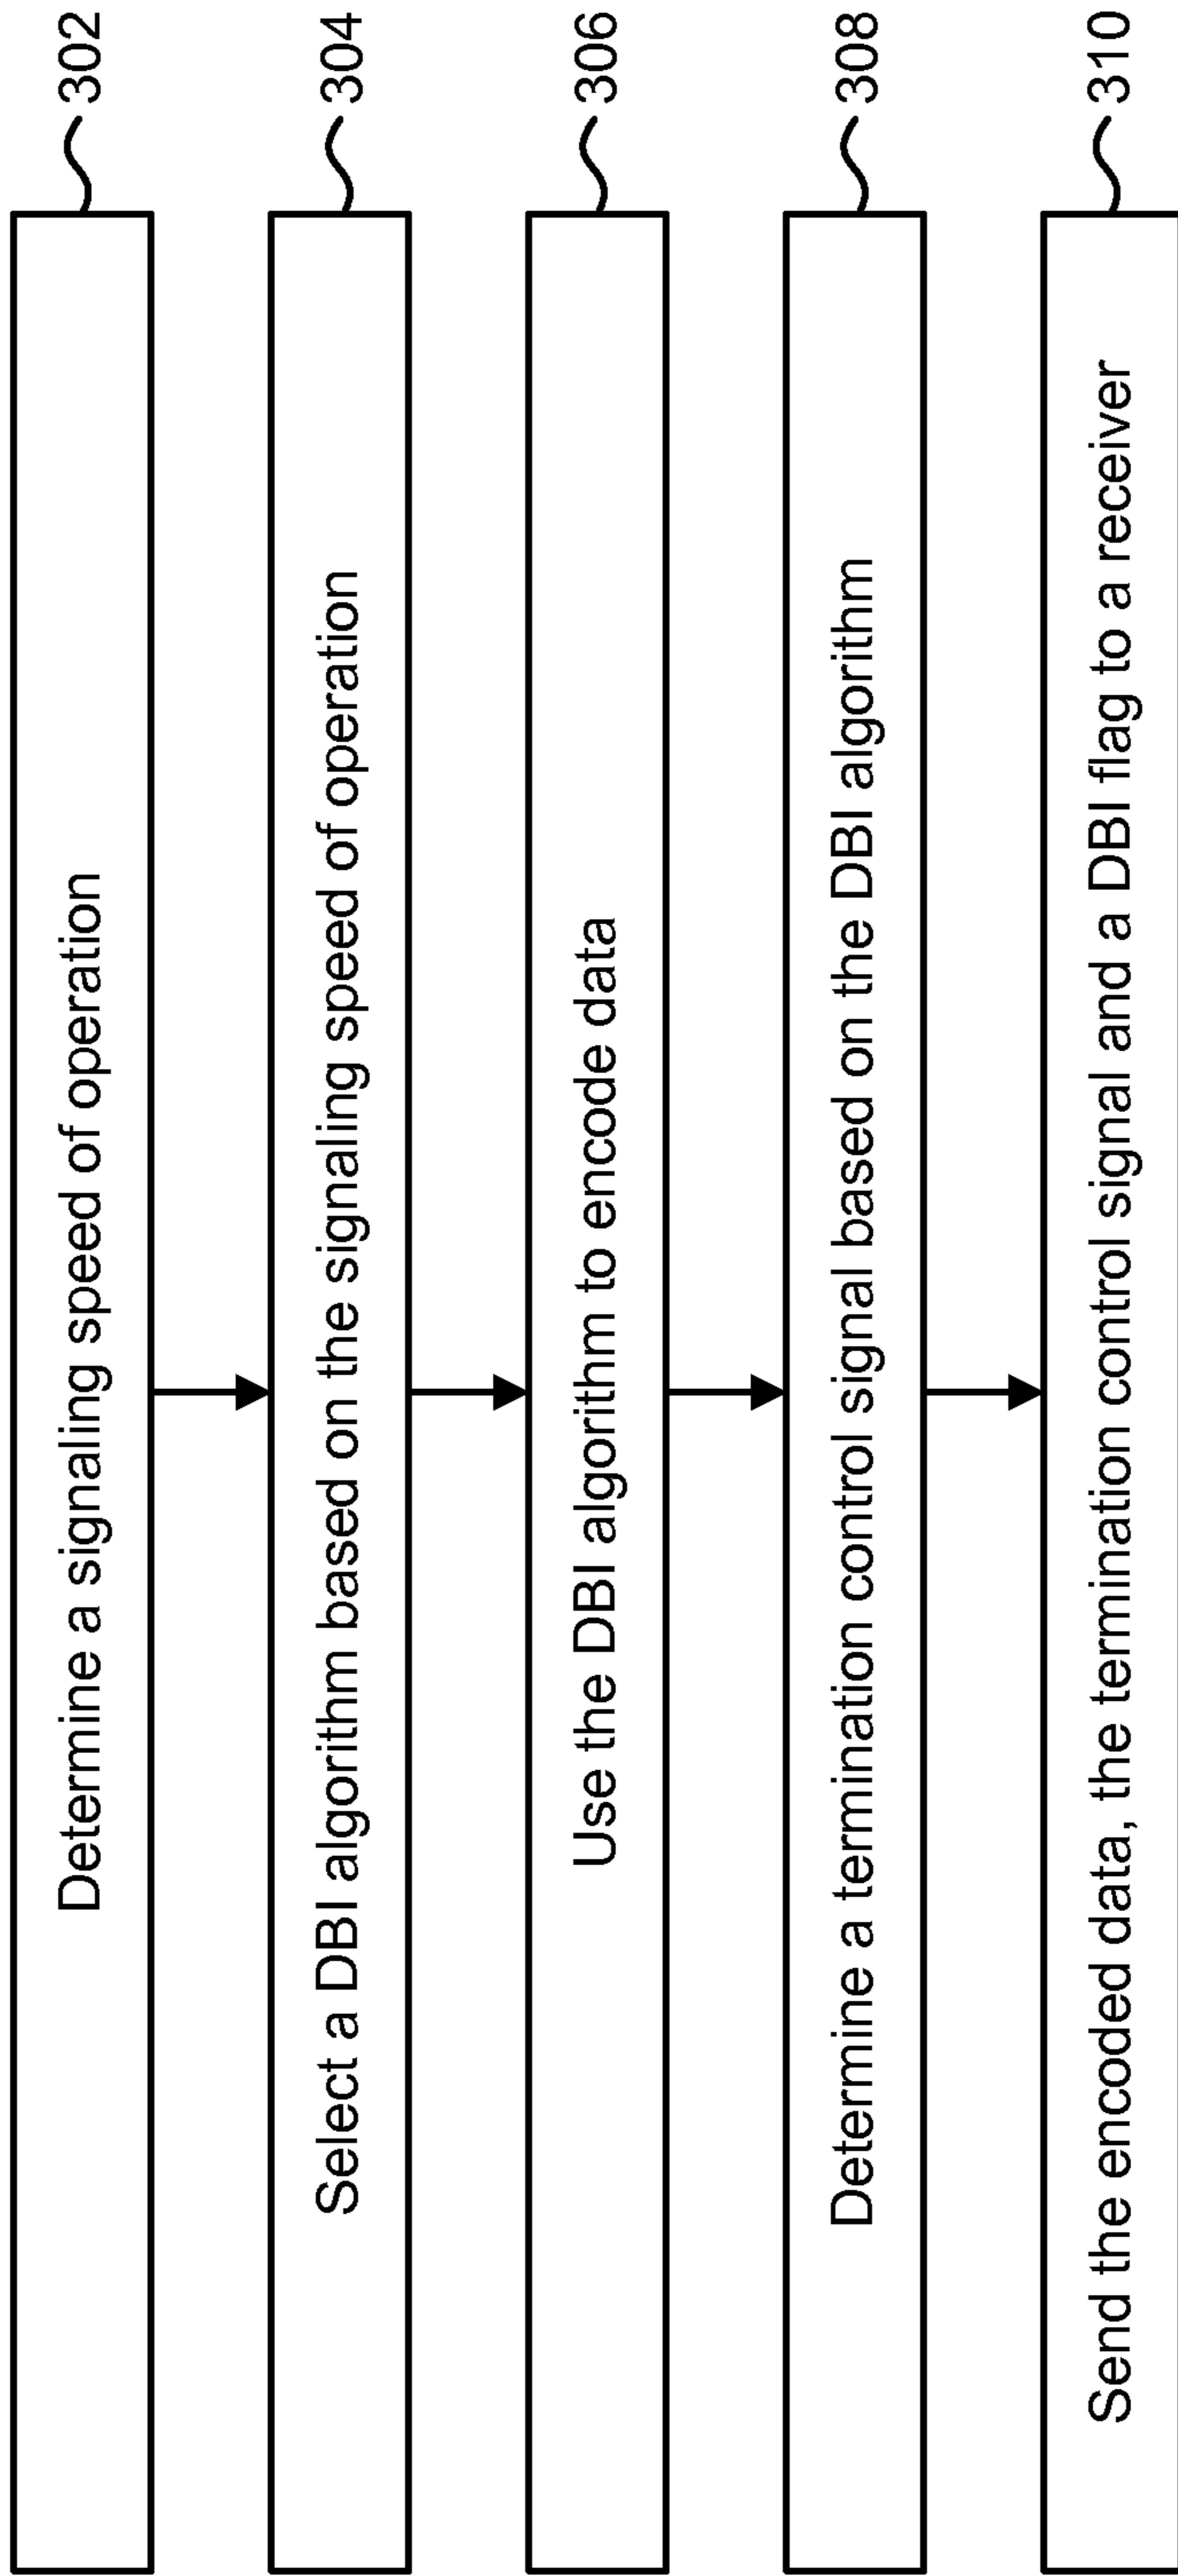 Determine a signaling speed of operation 302
Select a DBI algorithm based on the signaling speed of operation 304
Use the DBI algorithm to encode data 306
Determine a termination control signal based on the DBI algorithm 308
Send the encoded data, the termination control signal and a DBI flag to a receiver 310